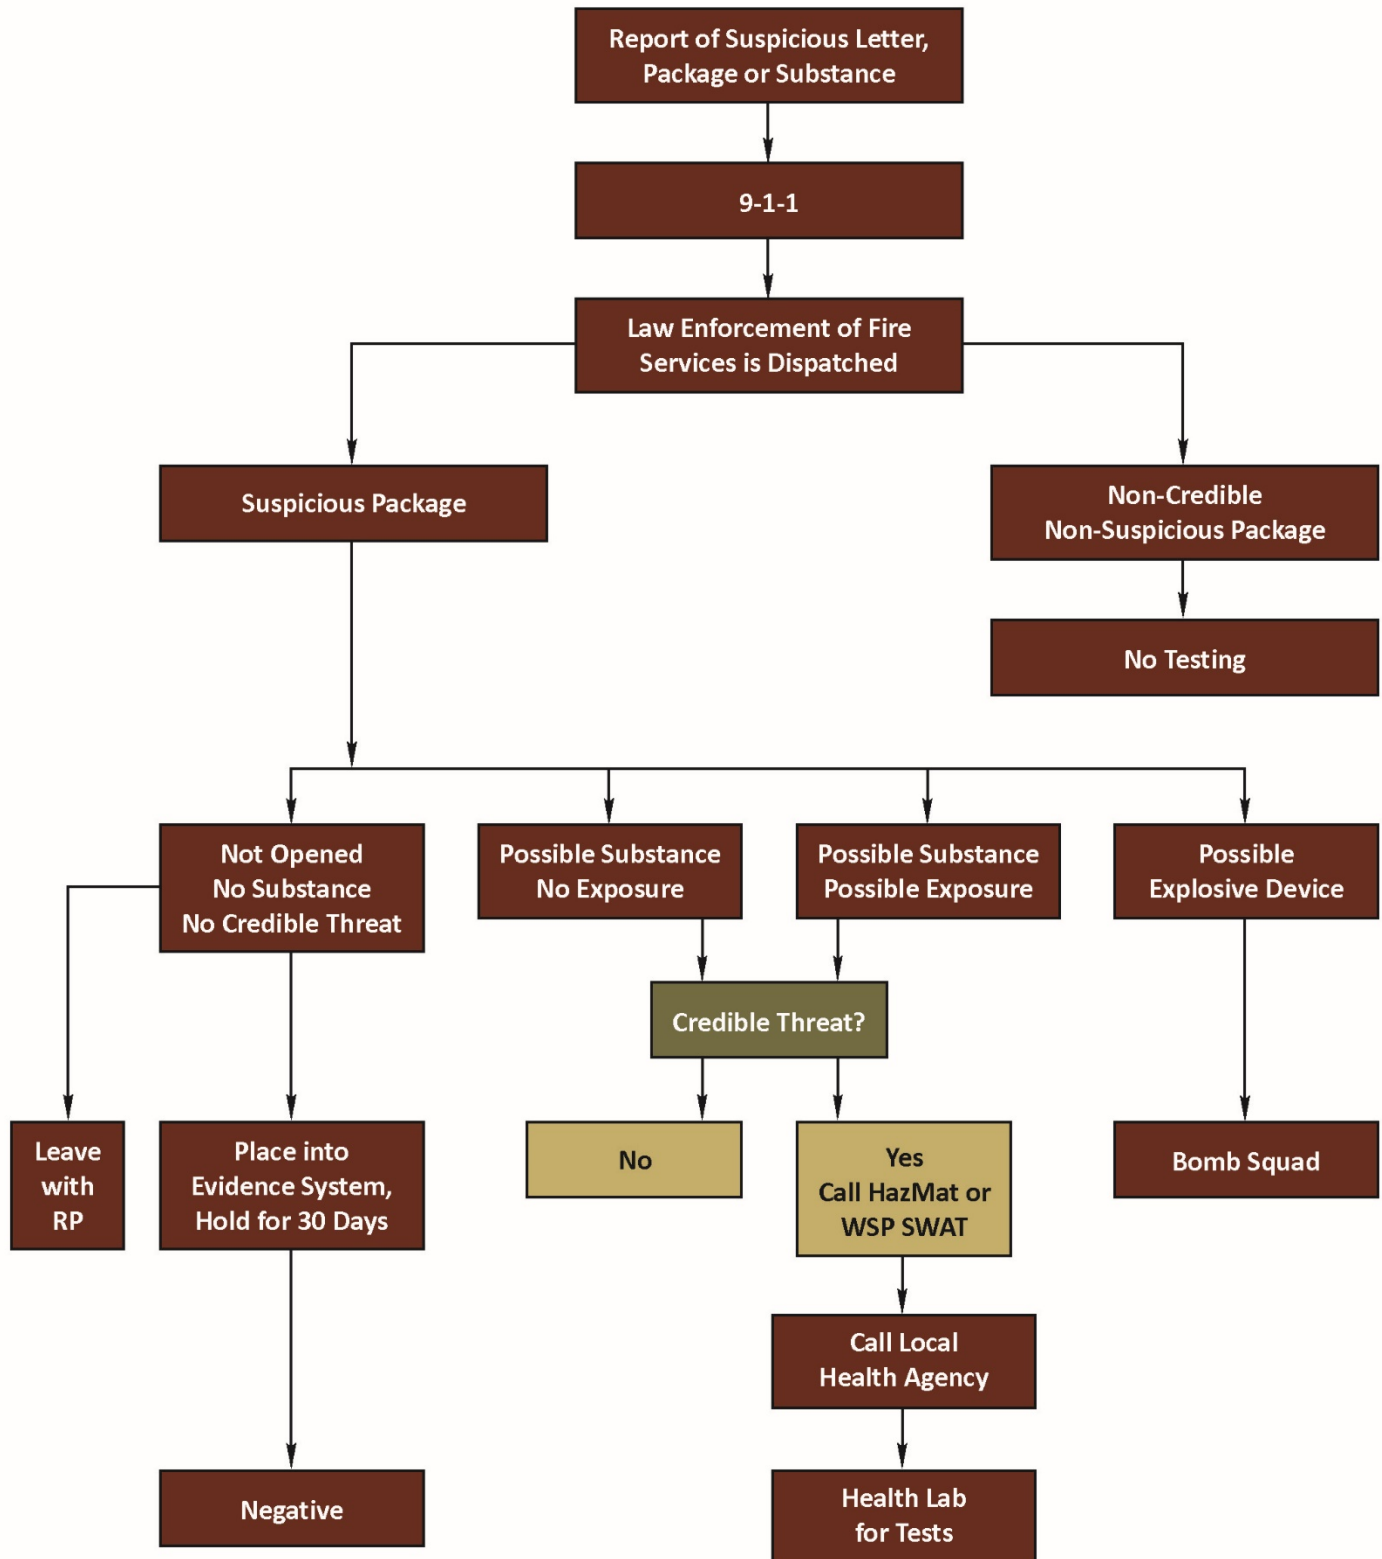 Report of Suspicious Letter,
Package or Substance
9-1-1
Law Enforcement of Fire
Services is Dispatched
Suspicious Package
Non-Credible
Non-Suspicious Package
No Testing
Not Opened
No Substance
No Credible Threat
Possible Substance
No Exposure
Possible Substance
Possible Exposure
Possible
Explosive Device
Credible Threat?
Leave
with
RP
Place into
Evidence System,
Hold for 30 Days
No
Yes
Call HazMat or
WSP SWAT
Bomb Squad
Call Local
Health Agency
Negative
Health Lab
for Tests